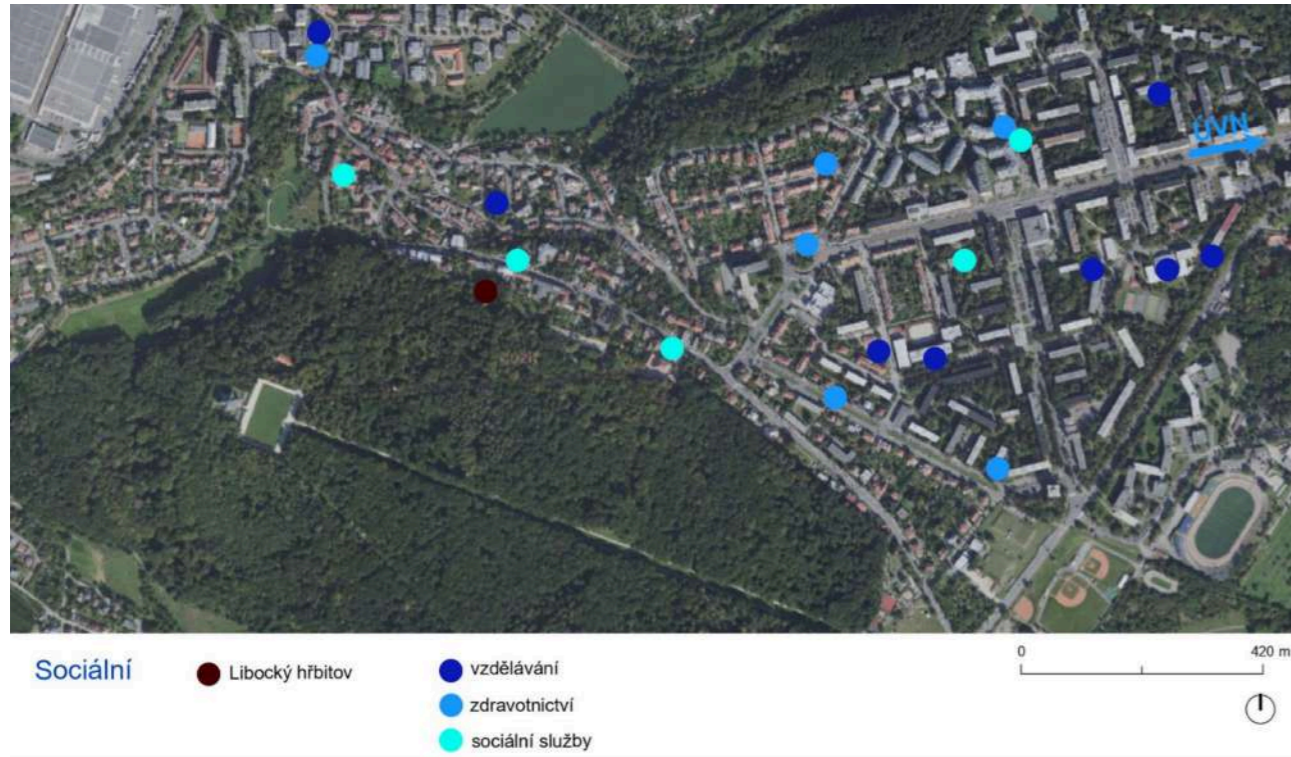 ÚVN
Sociální
Libocký hřbitov
vzdělávání
zdravotnictví
sociální služby
0
420 m